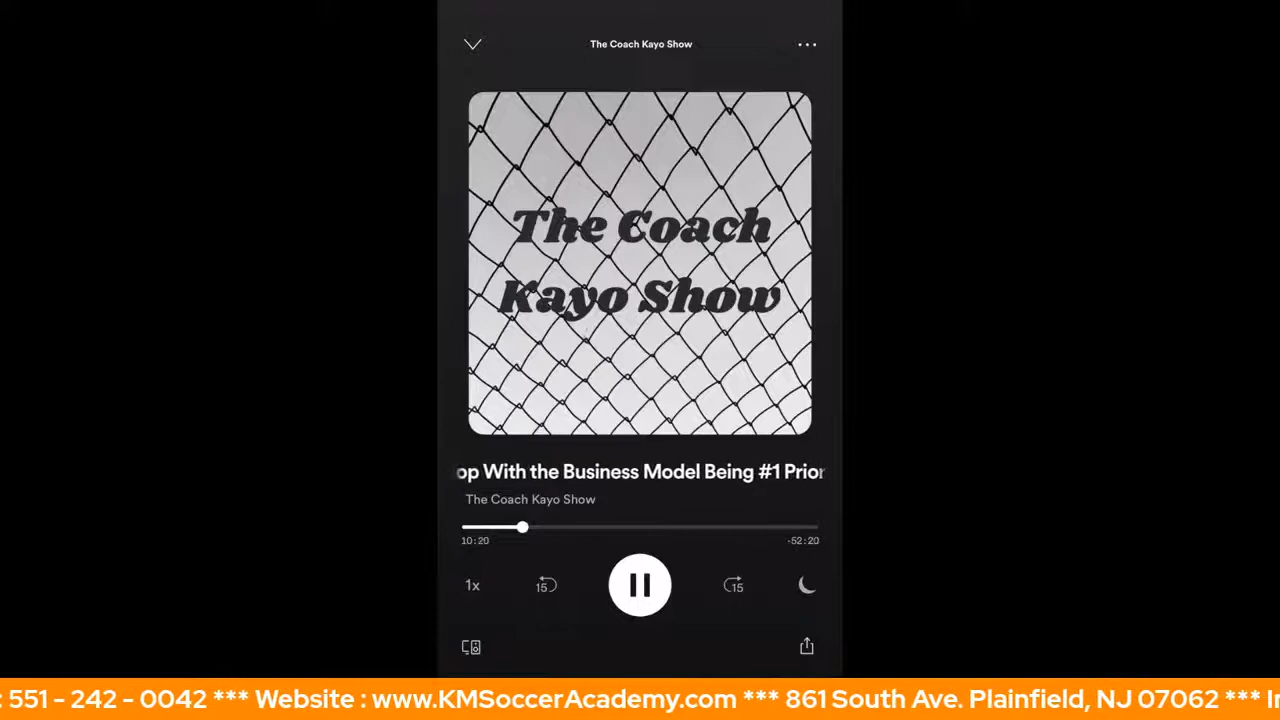 The Coach Kayo Show
The Coach
Kayo Show
op With the Business Model Being #1 Prior
The Coach Kayo Show
10:20
-52:20
1x
15
15
: 551 - 242 - 0042 *** Website : www.KMSoccerAcademy.com *** 861 South Ave. Plainfield, NJ 07062 *** I